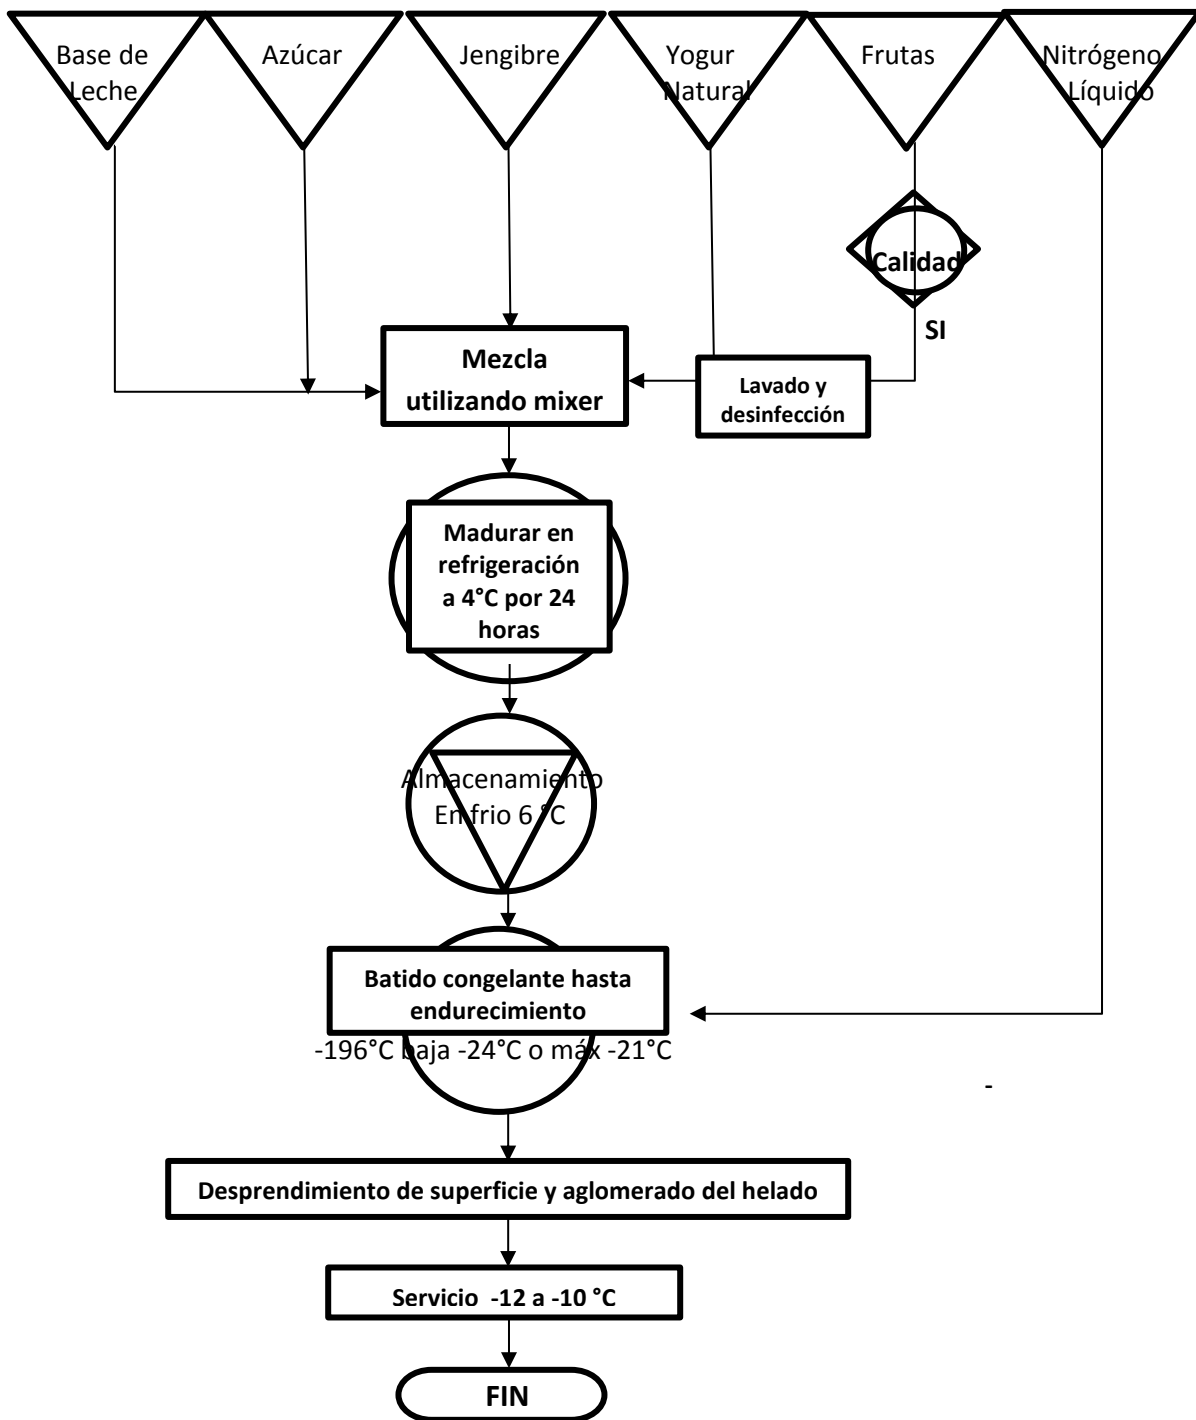 Base de
Leche
Azúcar
Jengibre
Yogur
Natural
Frutas
Nitrógeno
Líquido
Calidad
SI
Mezcla
utilizando mixer
Lavado y
desinfección
Madurar en
refrigeración
a 4°C por 24
horas
Almacenamiento
En frio 6 °C
Batido congelante hasta
endurecimiento
-196°C baja -24°C o máx -21°C
-
Desprendimiento de superficie y aglomerado del helado
Servicio -12 a -10 °C
FIN